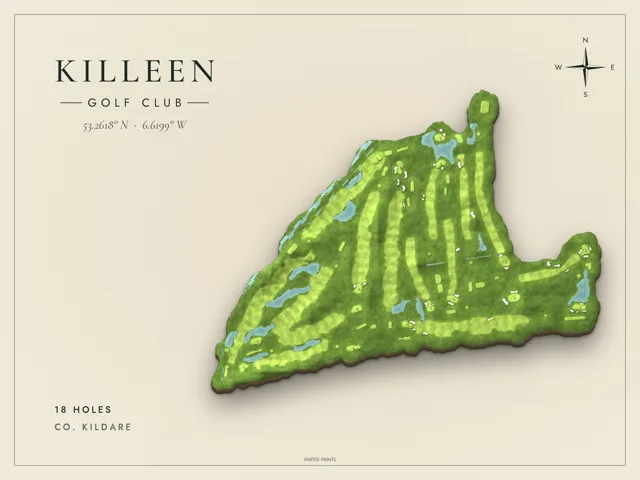 KILLEEN
GOLF CLUB
53.2618° N · 6.6199° W
N
W E
S
18 HOLES
CO. KILDARE
PARTEE PRINTS